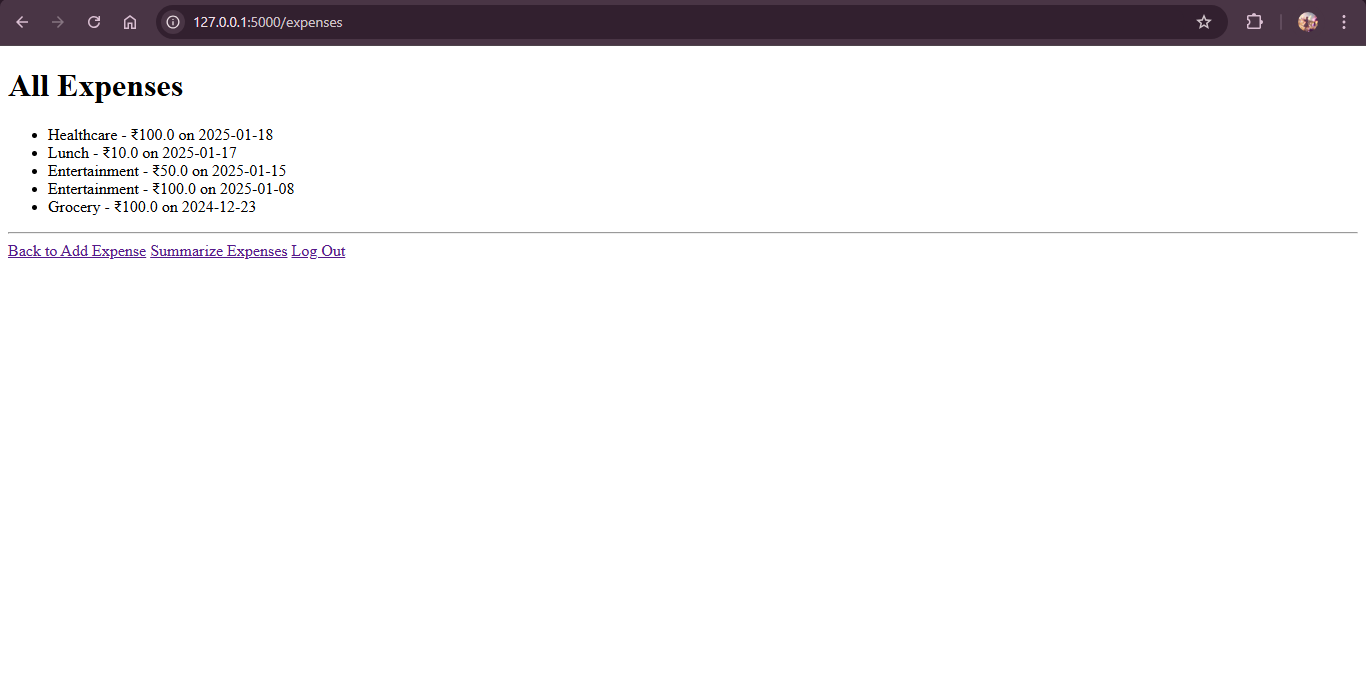 127.0.0.1:5000/expenses
All Expenses
Healthcare - ₹100.0 on 2025-01-18
Lunch - ₹10.0 on 2025-01-17
Entertainment - ₹50.0 on 2025-01-15
Entertainment - ₹100.0 on 2025-01-08
Grocery - ₹100.0 on 2024-12-23
Back to Add Expense Summarize Expenses Log Out